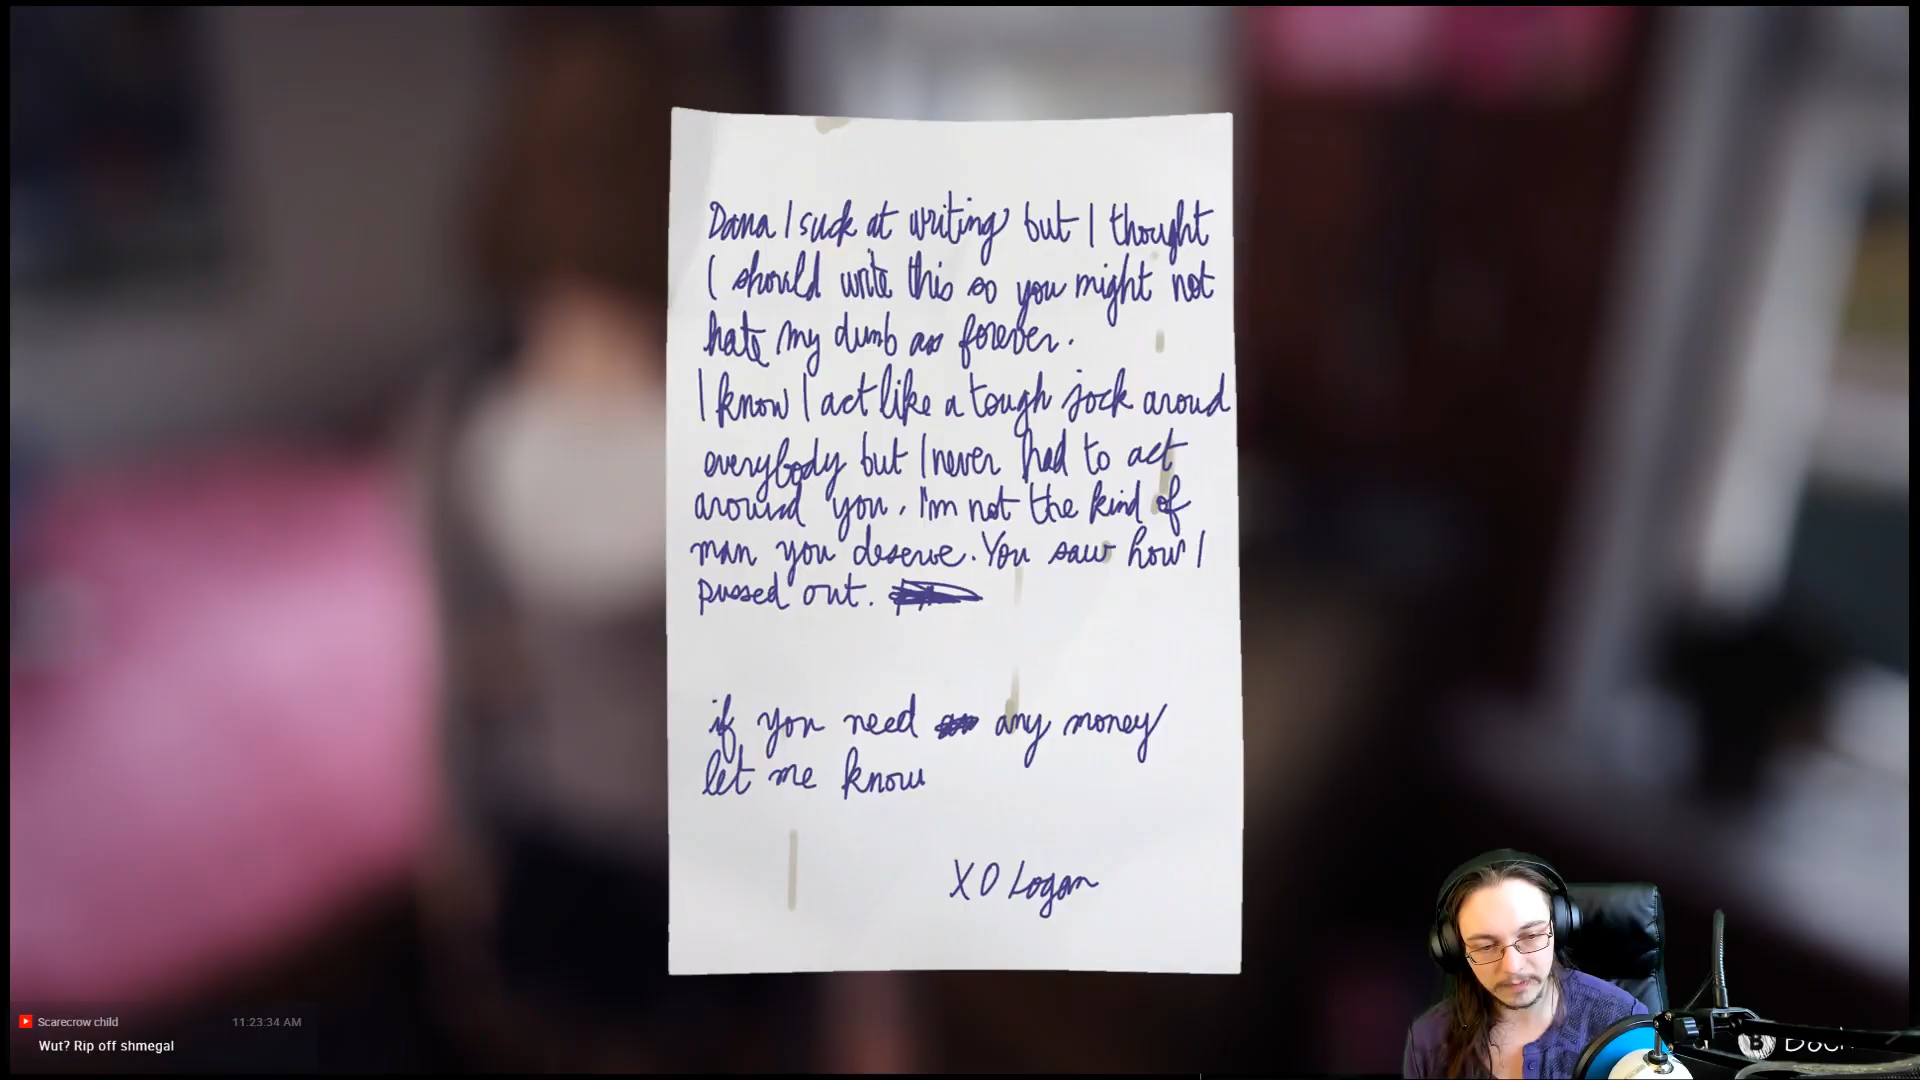 Dana I suck at writing but I thought
I should write this so you might not
hate my dumb ass forever.
I know I act like a tough jock aroud
everybody but I never had to act
around you. I'm not the kind of
man you deserve. You saw how I
pussed out.
if you need any money
let me know
XO Logan
Scarecrow child 11:23:34 AM
Wut? Rip off shmegal
B